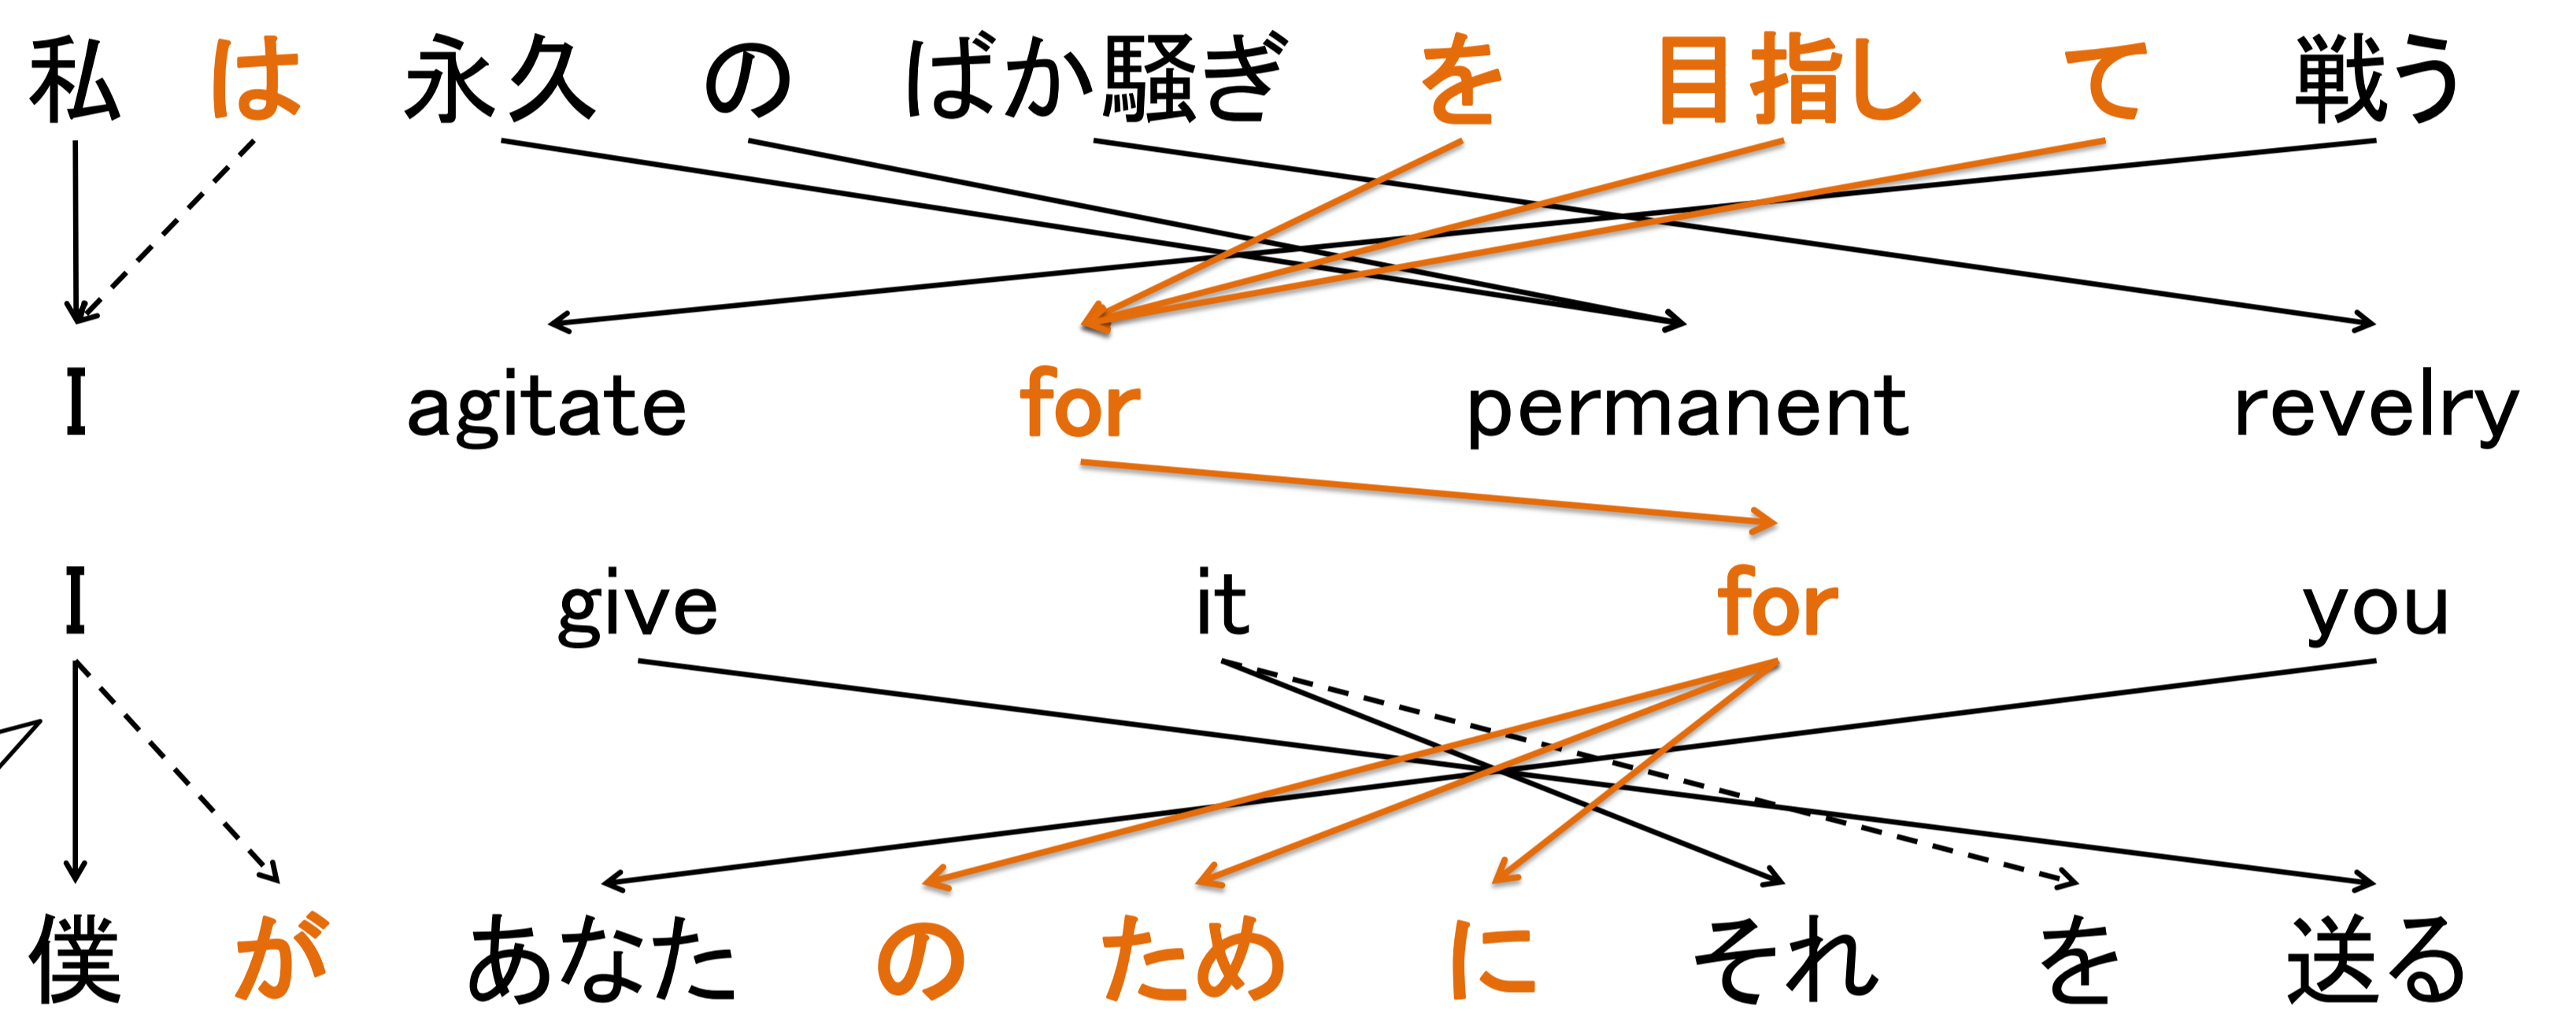 私 は 永久 の ばか騒ぎ を 目指し て 戦う
I agitate for permanent revelry
I give it for you
僕 が あなた の ため に それ を 送る